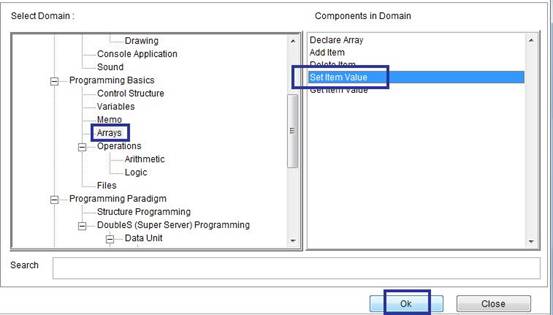 Select Domain :
Components in Domain
Drawing
Console Application
Sound
Programming Basics
Control Structure
Variables
Memo
Arrays
Operations
Arithmetic
Logic
Files
Programming Paradigm
Structure Programming
DoubleS (Super Server) Programming
Data Unit
Declare Array
Add Item
Delete Item
Set Item Value
Get Item Value
Search
Ok
Close